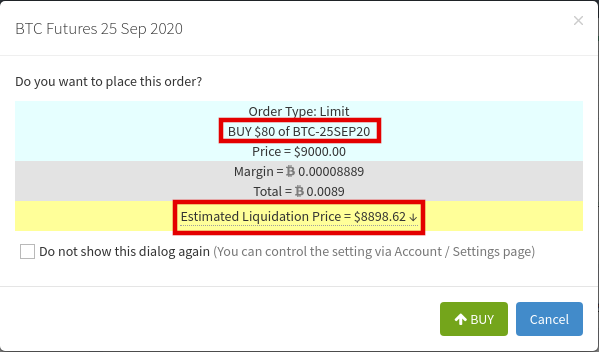 BTC Futures 25 Sep 2020
×
Do you want to place this order?
Order Type: Limit
BUY $80 of BTC-25SEP20
Price = $9000.00
Margin = ₿ 0.00008889
Total = ₿ 0.0089
Estimated Liquidation Price = $8898.62 ↓
Do not show this dialog again (You can control the setting via Account / Settings page)
↑ BUY
Cancel